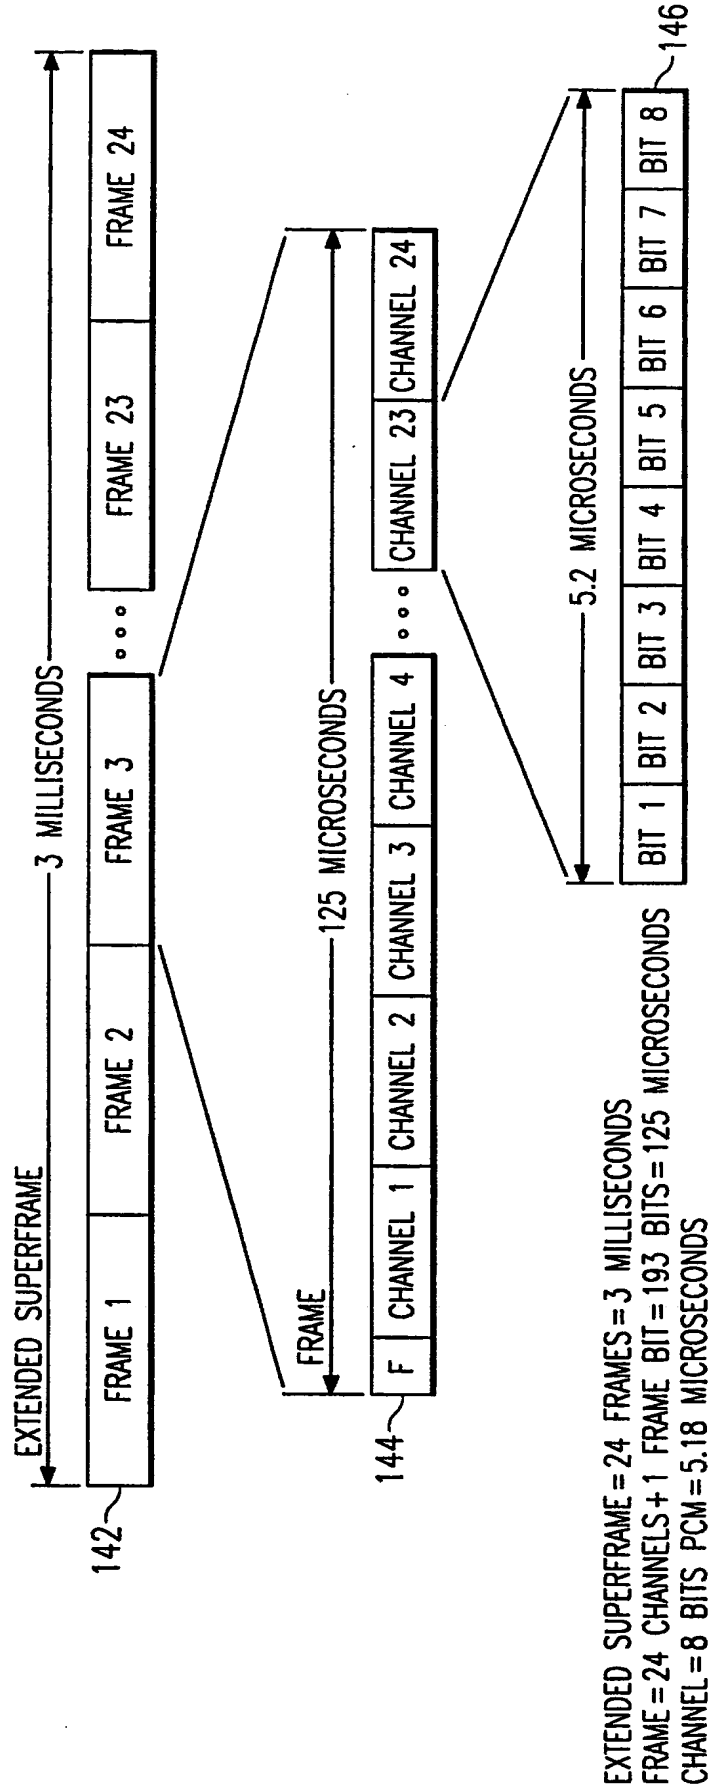 EXTENDED SUPERFRAME
3 MILLISECONDS
142
FRAME 1 FRAME 2 FRAME 3 ∘∘∘ FRAME 23 FRAME 24
FRAME
125 MICROSECONDS
144
F CHANNEL 1 CHANNEL 2 CHANNEL 3 CHANNEL 4 ∘∘∘ CHANNEL 23 CHANNEL 24
5.2 MICROSECONDS
BIT 1 BIT 2 BIT 3 BIT 4 BIT 5 BIT 6 BIT 7 BIT 8
146
EXTENDED SUPERFRAME=24 FRAMES=3 MILLISECONDS
FRAME=24 CHANNELS+1 FRAME BIT=193 BITS=125 MICROSECONDS
CHANNEL=8 BITS PCM=5.18 MICROSECONDS